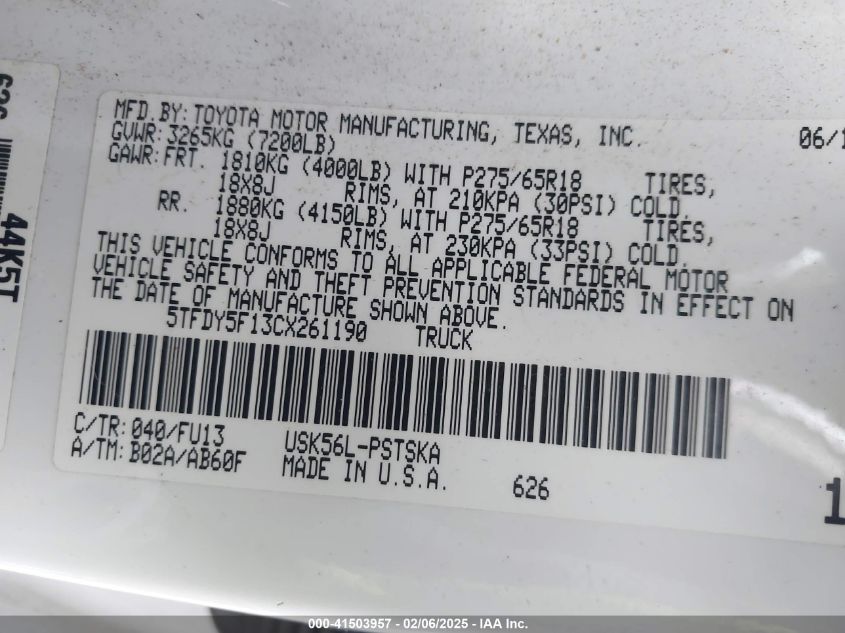 MFD. BY: TOYOTA MOTOR MANUFACTURING, TEXAS, INC. 06/1
GVWR: 3265KG (7200LB)
GAWR: FRT. 1810KG (4000LB) WITH P275/65R18 TIRES,
18X8J RIMS, AT 210KPA (30PSI) COLD.
RR. 1880KG (4150LB) WITH P275/65R18 TIRES,
18X8J RIMS, AT 230KPA (33PSI) COLD.
THIS VEHICLE CONFORMS TO ALL APPLICABLE FEDERAL MOTOR
VEHICLE SAFETY AND THEFT PREVENTION STANDARDS IN EFFECT ON
THE DATE OF MANUFACTURE SHOWN ABOVE.
5TFDY5F13CX261190 TRUCK
C/TR: 040/FU13 USK56L-PSTSKA
A/TM: B02A/AB60F MADE IN U.S.A. 626
1
626
44K5T
000-41503957 - 02/06/2025 - IAA Inc.